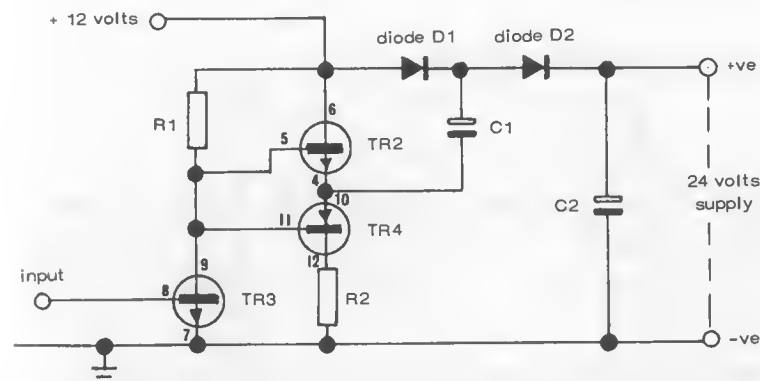 + 12 volts
diode D1
diode D2
+ve
6
R1
5
TR2
C1
4
10
24 volts
supply
C2
11
TR4
12
9
input
8
TR3
R2
7
-ve